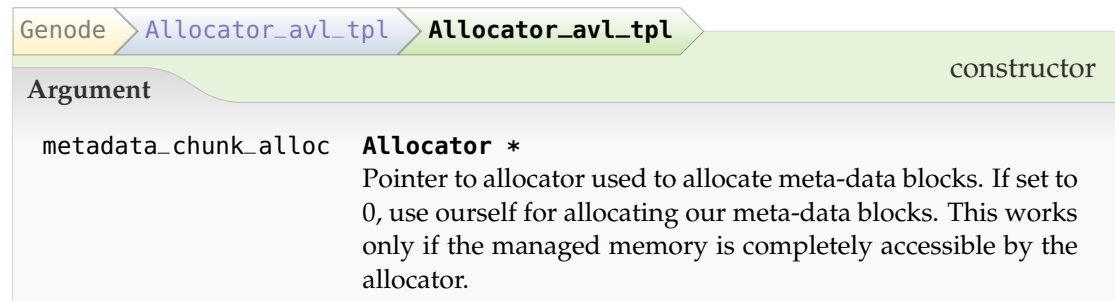 Genode Allocator_avl_tpl Allocator_avl_tpl
constructor
Argument
metadata_chunk_alloc Allocator *
Pointer to allocator used to allocate meta-data blocks. If set to
0, use ourself for allocating our meta-data blocks. This works
only if the managed memory is completely accessible by the
allocator.